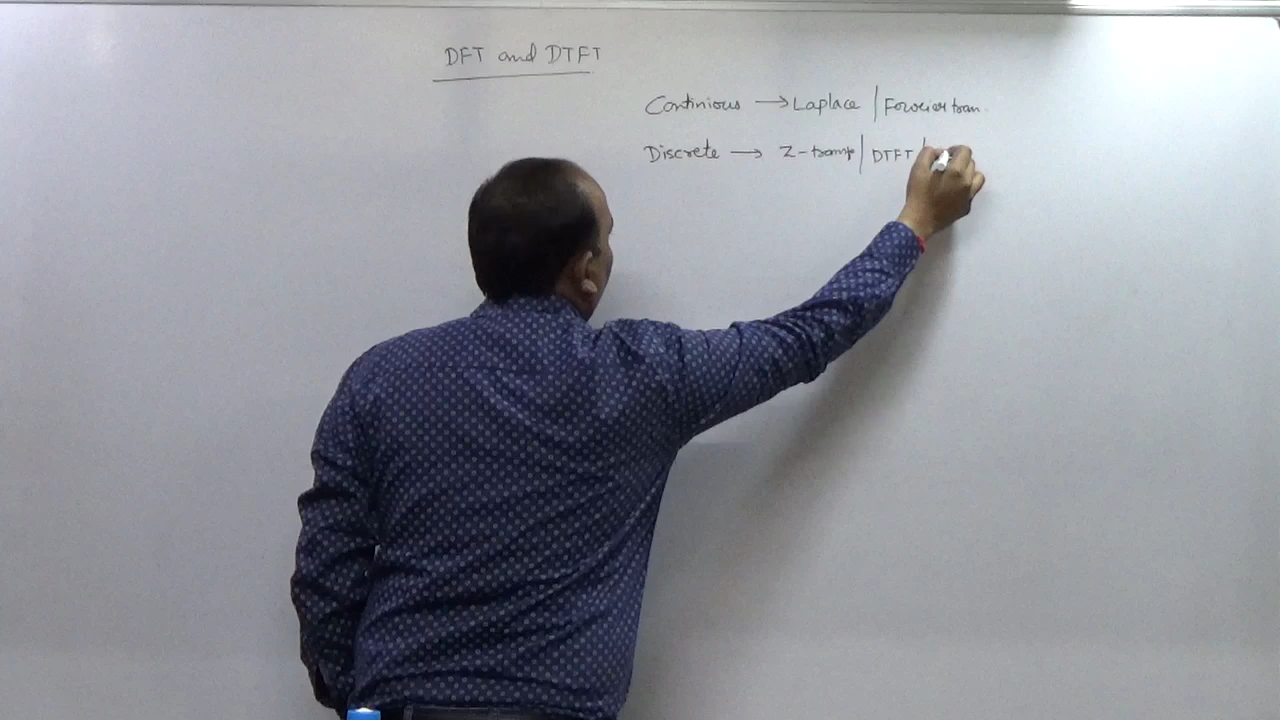 DFT and DTFT
Continious → Laplace | Fourier tran.
Discrete → Z-transf | DTFT |